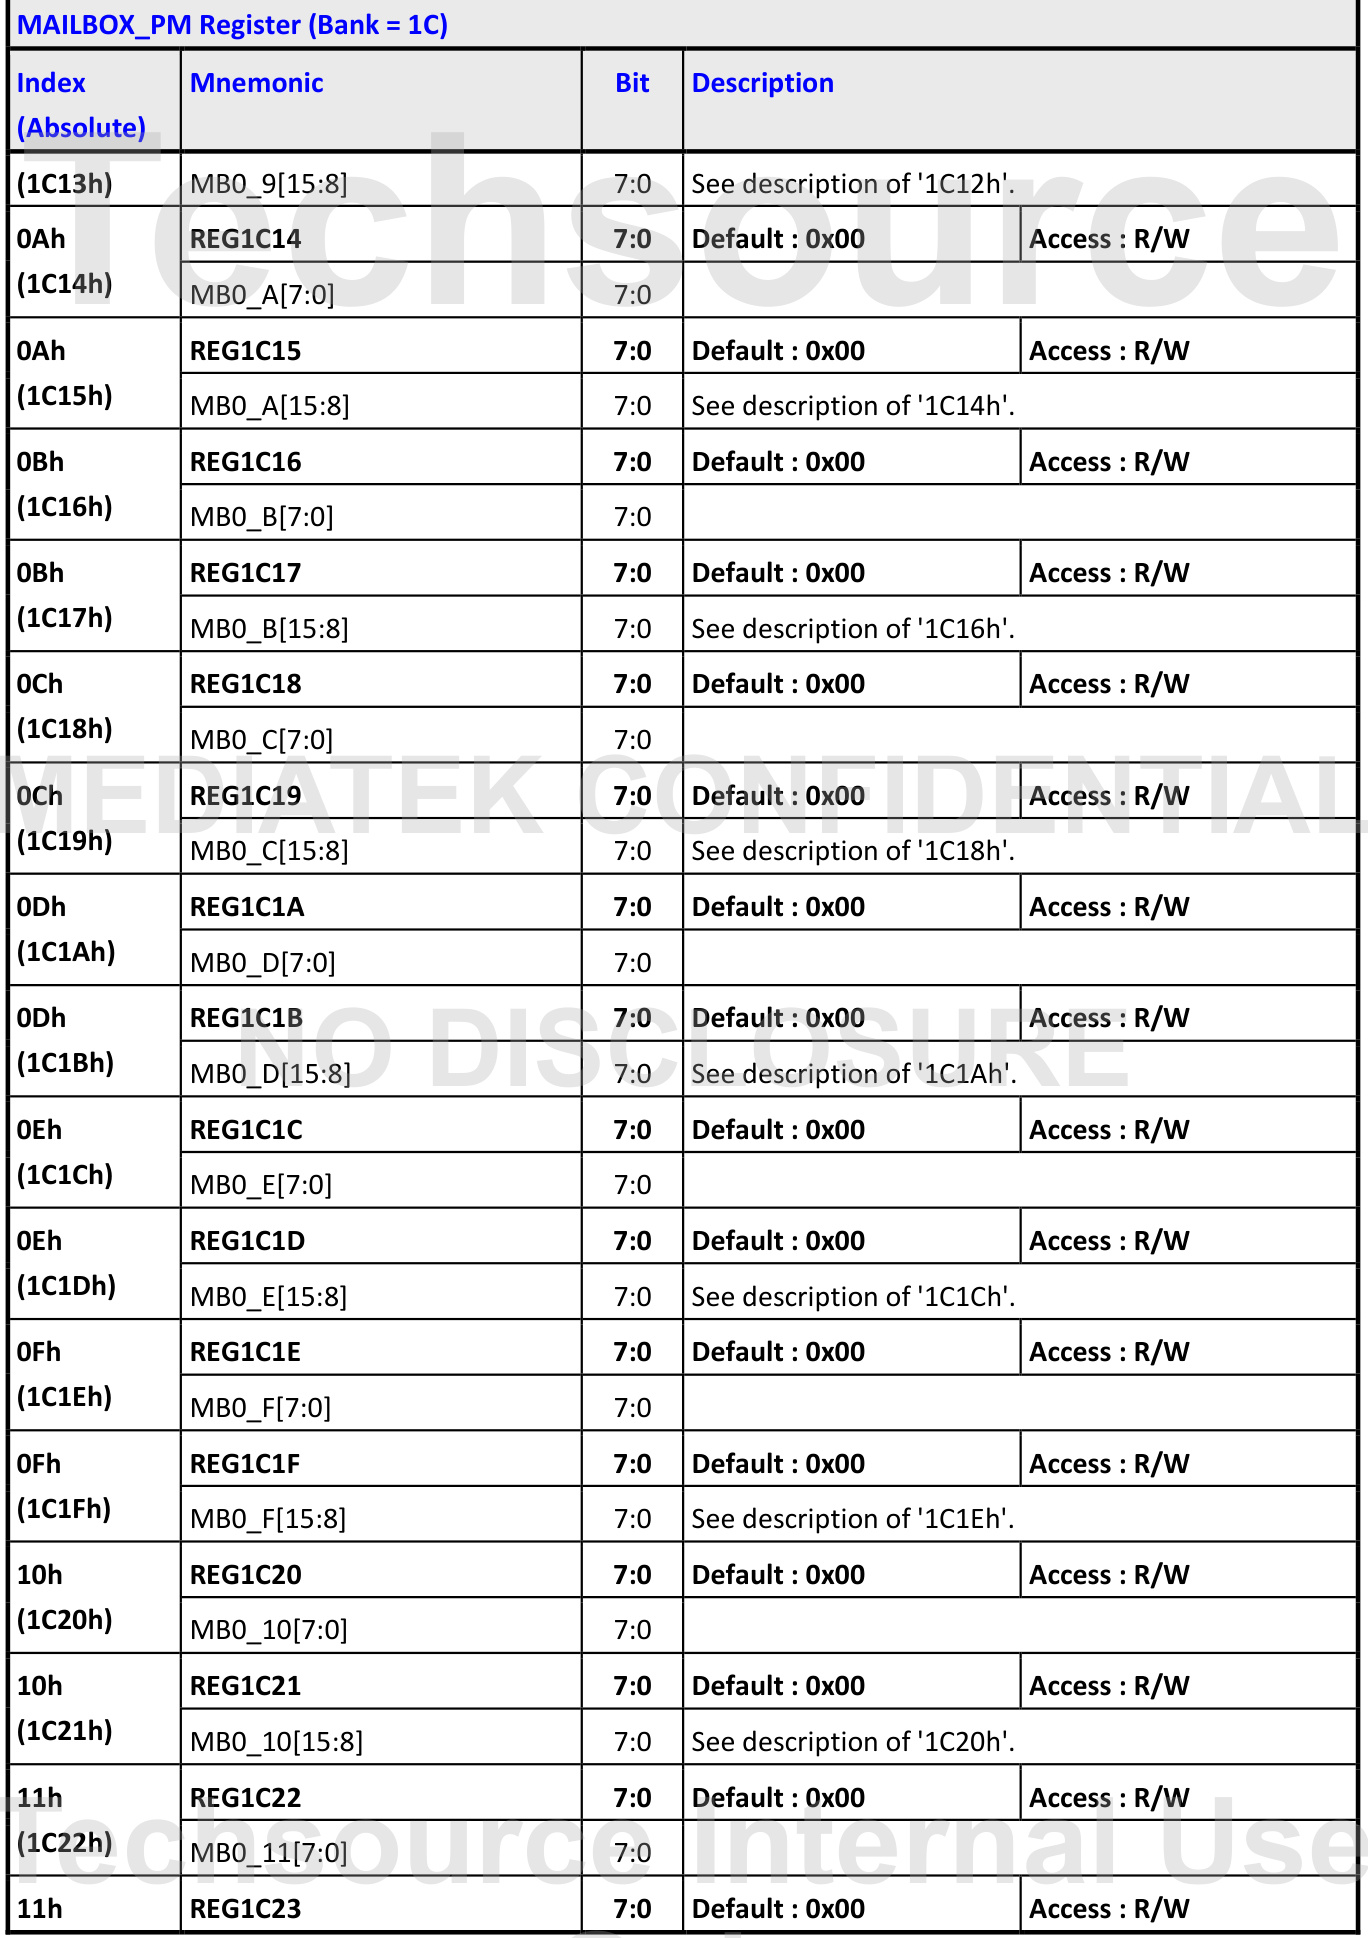 MAILBOX_PM Register (Bank = 1C)
Index (Absolute) Mnemonic Bit Description
(1C13h) MB0_9[15:8] 7:0 See description of '1C12h'.
0Ah REG1C14 7:0 Default : 0x00 Access : R/W
(1C14h) MB0_A[7:0] 7:0
0Ah REG1C15 7:0 Default : 0x00 Access : R/W
(1C15h) MB0_A[15:8] 7:0 See description of '1C14h'.
0Bh REG1C16 7:0 Default : 0x00 Access : R/W
(1C16h) MB0_B[7:0] 7:0
0Bh REG1C17 7:0 Default : 0x00 Access : R/W
(1C17h) MB0_B[15:8] 7:0 See description of '1C16h'.
0Ch REG1C18 7:0 Default : 0x00 Access : R/W
(1C18h) MB0_C[7:0] 7:0
0Ch REG1C19 7:0 Default : 0x00 Access : R/W
(1C19h) MB0_C[15:8] 7:0 See description of '1C18h'.
0Dh REG1C1A 7:0 Default : 0x00 Access : R/W
(1C1Ah) MB0_D[7:0] 7:0
0Dh REG1C1B 7:0 Default : 0x00 Access : R/W
(1C1Bh) MB0_D[15:8] 7:0 See description of '1C1Ah'.
0Eh REG1C1C 7:0 Default : 0x00 Access : R/W
(1C1Ch) MB0_E[7:0] 7:0
0Eh REG1C1D 7:0 Default : 0x00 Access : R/W
(1C1Dh) MB0_E[15:8] 7:0 See description of '1C1Ch'.
0Fh REG1C1E 7:0 Default : 0x00 Access : R/W
(1C1Eh) MB0_F[7:0] 7:0
0Fh REG1C1F 7:0 Default : 0x00 Access : R/W
(1C1Fh) MB0_F[15:8] 7:0 See description of '1C1Eh'.
10h REG1C20 7:0 Default : 0x00 Access : R/W
(1C20h) MB0_10[7:0] 7:0
10h REG1C21 7:0 Default : 0x00 Access : R/W
(1C21h) MB0_10[15:8] 7:0 See description of '1C20h'.
11h REG1C22 7:0 Default : 0x00 Access : R/W
(1C22h) MB0_11[7:0] 7:0
11h REG1C23 7:0 Default : 0x00 Access : R/W
Techsource
MEDIATEK CONFIDENTIAL
NO DISCLOSURE
Techsource Internal Use